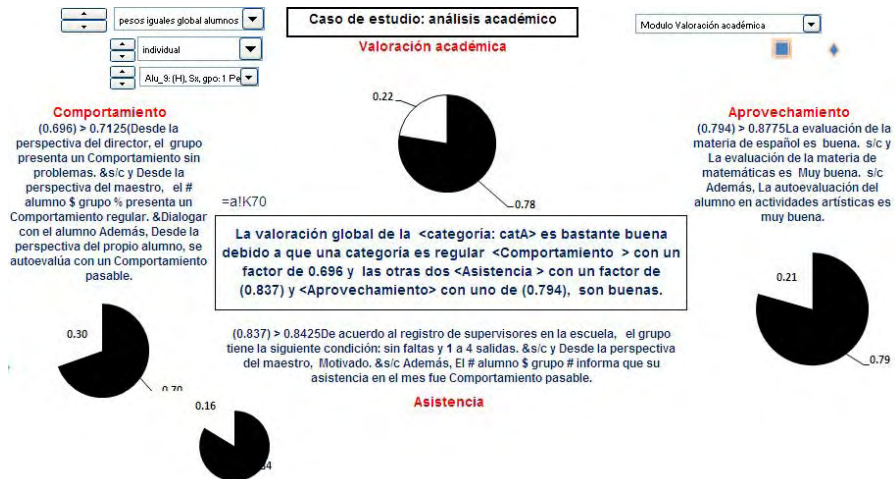 pesos iguales global alumnos
Caso de estudio: análisis académico
Modulo Valoración académica
individual
Valoración académica
Alu_9: (H), Sx, gpo: 1 Pe
0.22
0.78
Comportamiento
(0.696) > 0.7125(Desde la
perspectiva del director, el grupo
presenta un Comportamiento sin
problemas. &s/c y Desde la
perspectiva del maestro, el #
alumno $ grupo % presenta un
Comportamiento regular. &Dialogar
con el alumno Además, Desde la
perspectiva del propio alumno, se
autoevalúa con un Comportamiento
pasable.
0.30
0.70
Aprovechamiento
(0.794) > 0.8775La evaluación de la
materia de español es buena. s/c y
La evaluación de la materia de
matemáticas es Muy buena. s/c
Además, La autoevaluación del
alumno en actividades artísticas es
muy buena.
0.21
0.79
=a!K70
La valoración global de la <categoría: catA> es bastante buena
debido a que una categoría es regular <Comportamiento > con un
factor de 0.696 y las otras dos <Asistencia > con un factor de
(0.837) y <Aprovechamiento> con uno de (0.794), son buenas.
(0.837) > 0.8425De acuerdo al registro de supervisores en la escuela, el grupo
tiene la siguiente condición: sin faltas y 1 a 4 salidas. &s/c y Desde la perspectiva
del maestro, Motivado. &s/c Además, El # alumno $ grupo # informa que su
asistencia en el mes fue Comportamiento pasable.
Asistencia
0.16